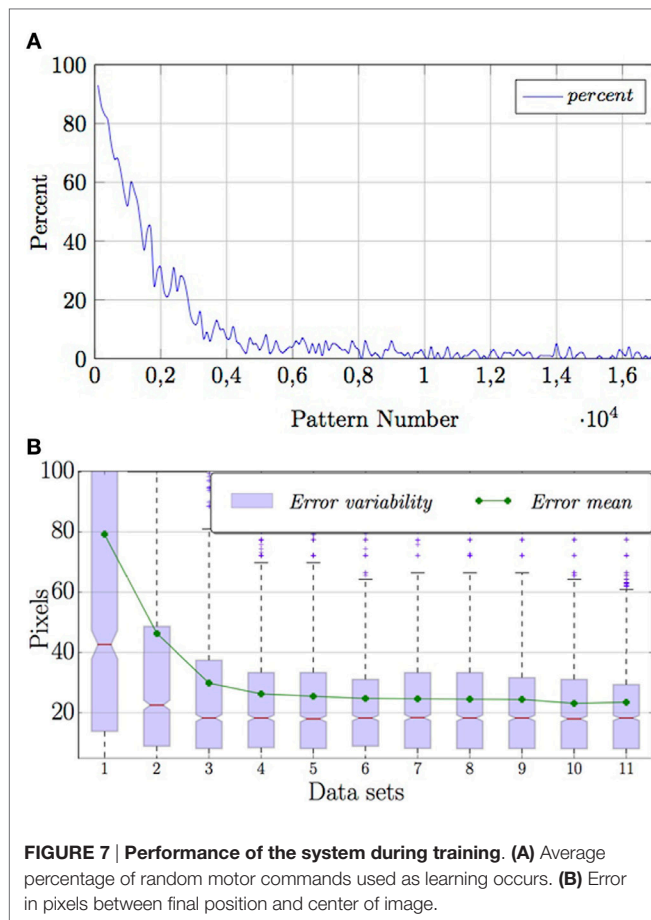 A
100
80
60
40
20
0
Percent
percent
0 0,2 0,4 0,6 0,8 1 1,2 1,4 1,6
Pattern Number
·10⁴
B
100
80
60
40
20
Pixels
Error variability Error mean
1 2 3 4 5 6 7 8 9 10 11
Data sets
FIGURE 7 | Performance of the system during training. (A) Average
percentage of random motor commands used as learning occurs. (B) Error
in pixels between final position and center of image.